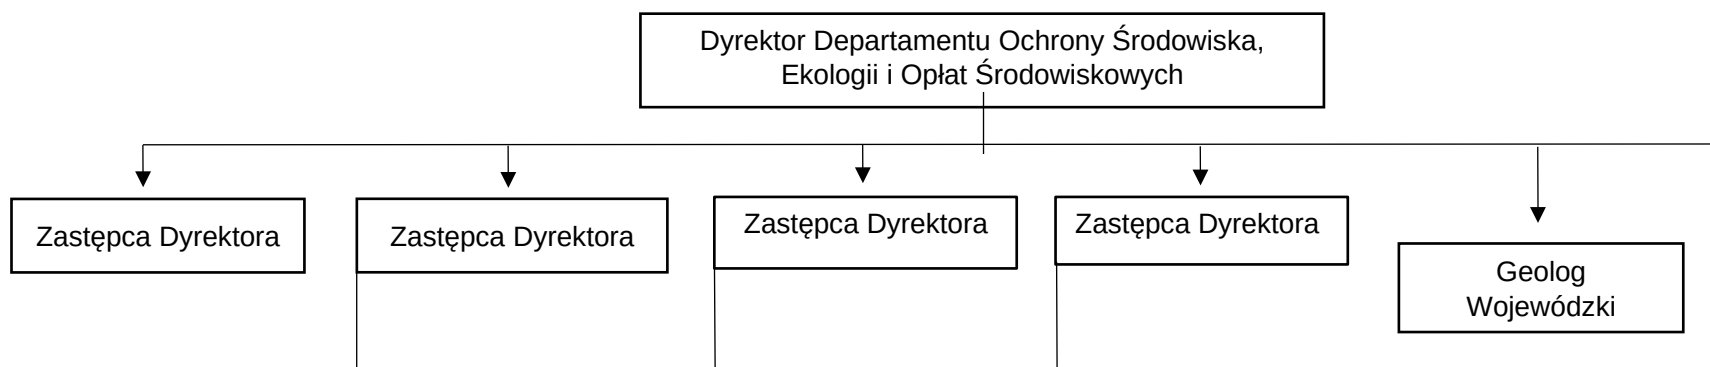 Dyrektor Departamentu Ochrony Środowiska,
Ekologii i Opłat Środowiskowych
Zastępca Dyrektora
Zastępca Dyrektora
Zastępca Dyrektora
Zastępca Dyrektora
Geolog
Wojewódzki